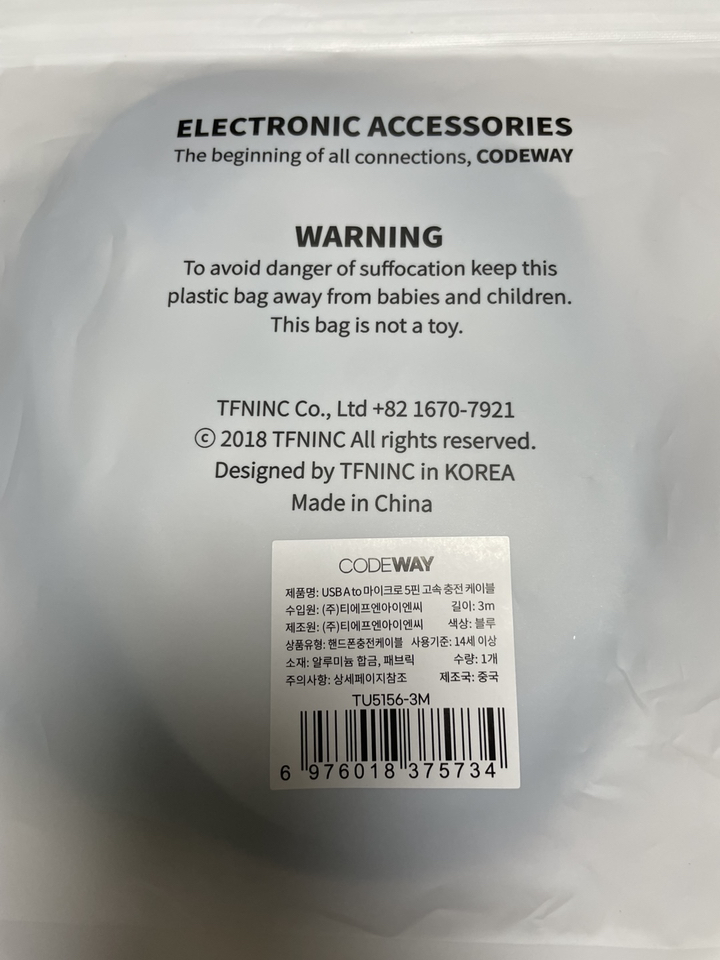 ELECTRONIC ACCESSORIES
The beginning of all connections, CODEWAY
WARNING
To avoid danger of suffocation keep this
plastic bag away from babies and children.
This bag is not a toy.
TFNINC Co., Ltd +82 1670-7921
ⓒ 2018 TFNINC All rights reserved.
Designed by TFNINC in KOREA
Made in China
CODEWAY
제품명: USB A to 마이크로 5핀 고속 충전 케이블
수입원: (주)티에프엔아이엔씨 길이: 3m
제조원: (주)티에프엔아이엔씨 색상: 블루
상품유형: 핸드폰충전케이블 사용기준: 14세 이상
소재: 알루미늄 합금, 패브릭 수량: 1개
주의사항: 상세페이지참조 제조국: 중국
TU5156-3M
6 976018 375734